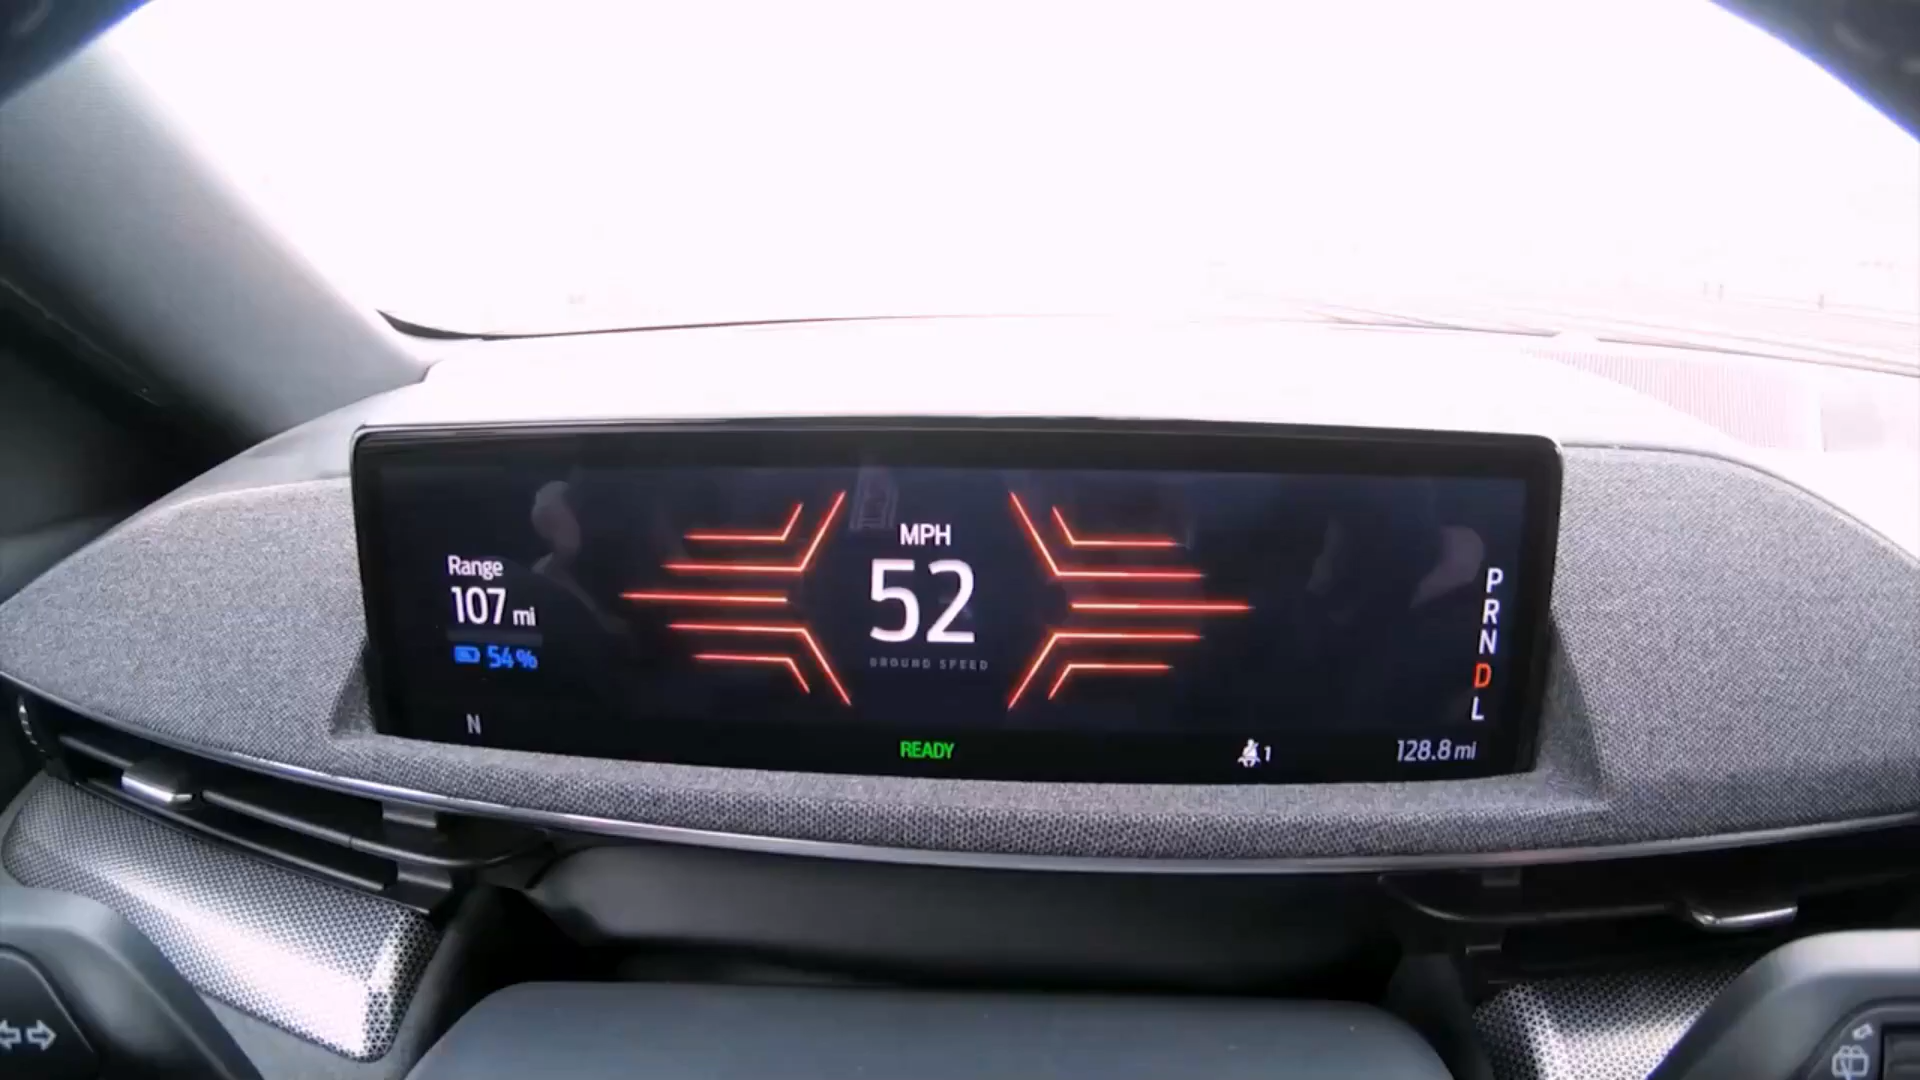 MPH
52
GROUND SPEED
Range
107 mi
54%
N
READY
1
128.8 mi
P
R
N
D
L